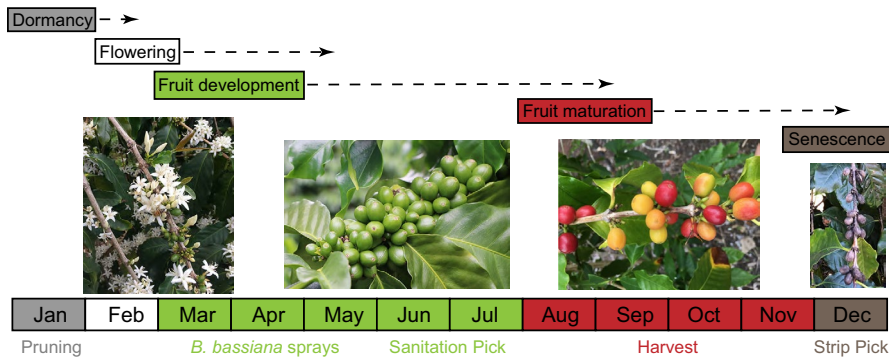 Dormancy
Flowering
Fruit development
Fruit maturation
Senescence
Jan Feb Mar Apr May Jun Jul Aug Sep Oct Nov Dec
Pruning B. bassiana sprays Sanitation Pick Harvest Strip Pick